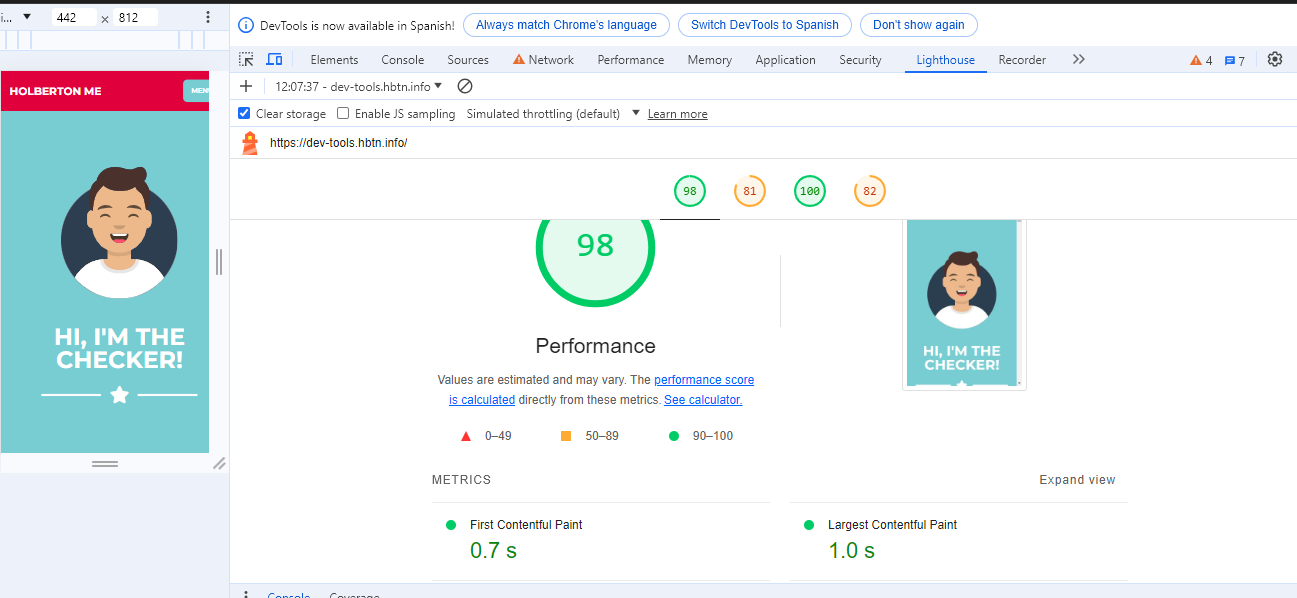 i...
442 × 812
DevTools is now available in Spanish! Always match Chrome's language Switch DevTools to Spanish Don't show again
Elements Console Sources Network Performance Memory Application Security Lighthouse Recorder 4 7
12:07:37 - dev-tools.hbtn.info
Clear storage Enable JS sampling Simulated throttling (default) Learn more
https://dev-tools.hbtn.info/
98 81 100 82
HOLBERTON ME
MEN
HI, I'M THE
CHECKER!
98
Performance
Values are estimated and may vary. The performance score
is calculated directly from these metrics. See calculator.
0–49 50–89 90–100
HI, I'M THE
CHECKER!
METRICS Expand view
First Contentful Paint
0.7 s
Largest Contentful Paint
1.0 s
Console Coverage